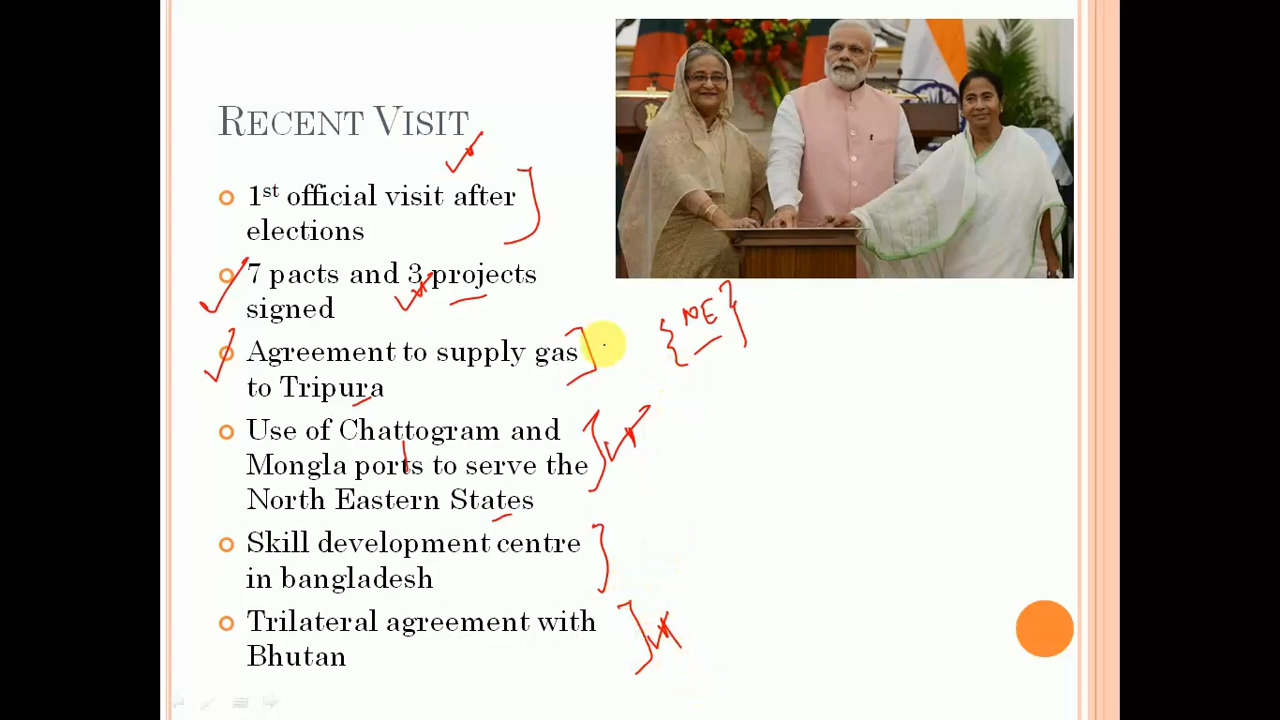 RECENT VISIT
1st official visit after
elections
7 pacts and 3 projects
signed
Agreement to supply gas
to Tripura
Use of Chattogram and
Mongla ports to serve the
North Eastern States
Skill development centre
in bangladesh
Trilateral agreement with
Bhutan
{NE}